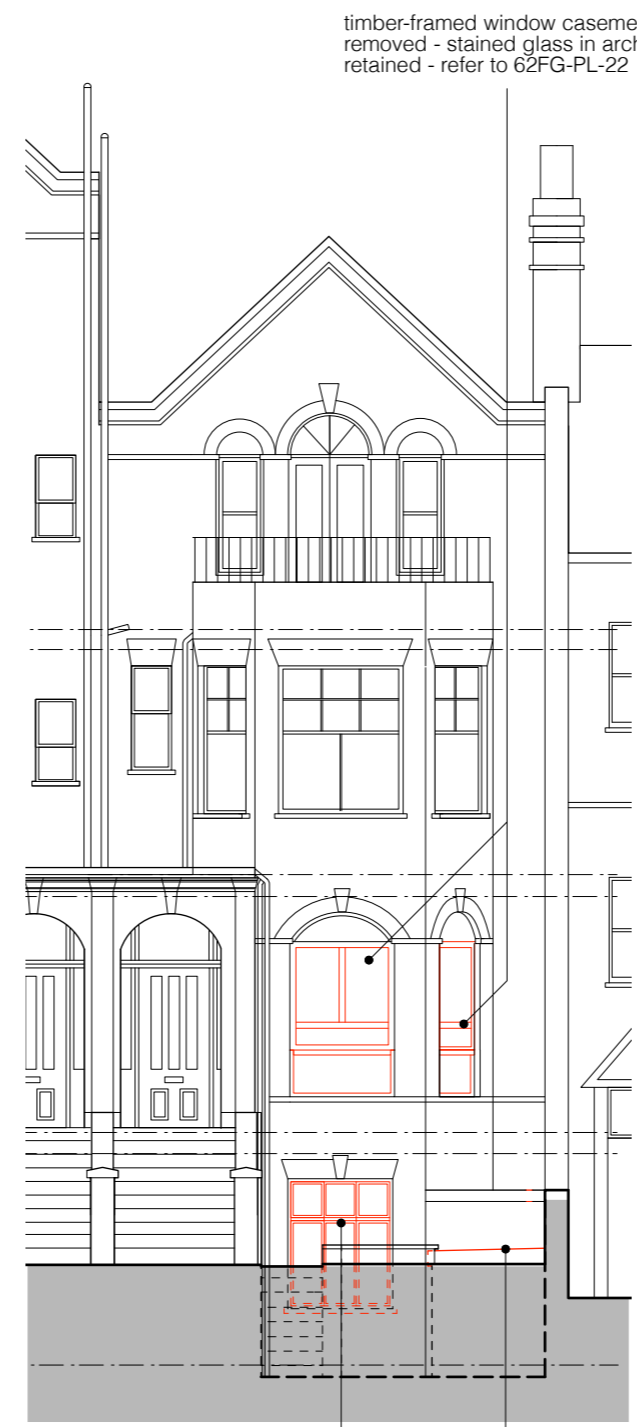 timber-framed window caseme
removed - stained glass in arch
retained - refer to 62FG-PL-22